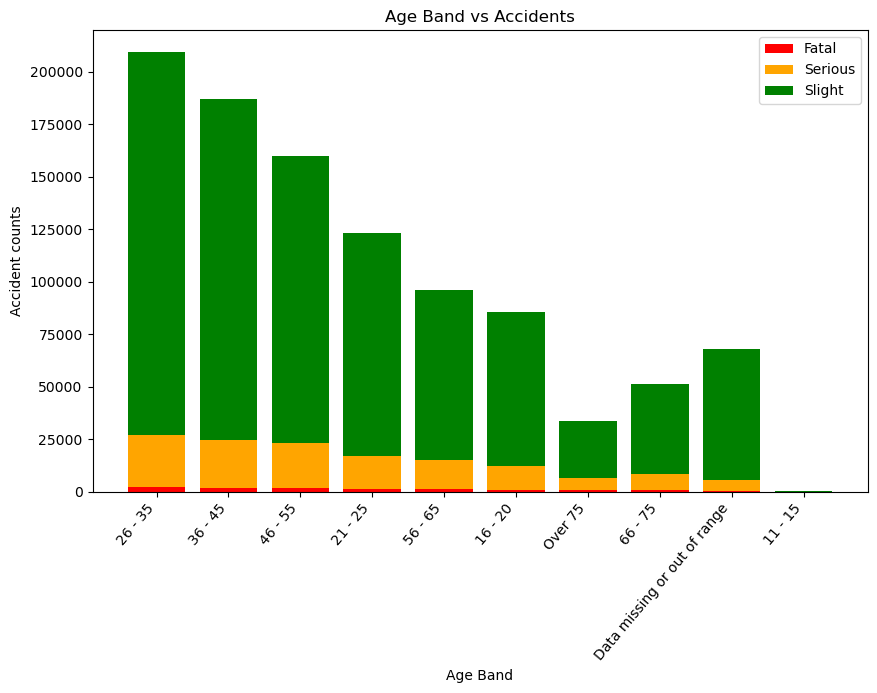 Age Band vs Accidents
Fatal
Serious
Slight
Accident counts
200000
175000
150000
125000
100000
75000
50000
25000
0
26 - 35
36 - 45
46 - 55
21 - 25
56 - 65
16 - 20
Over 75
66 - 75
Data missing or out of range
11 - 15
Age Band